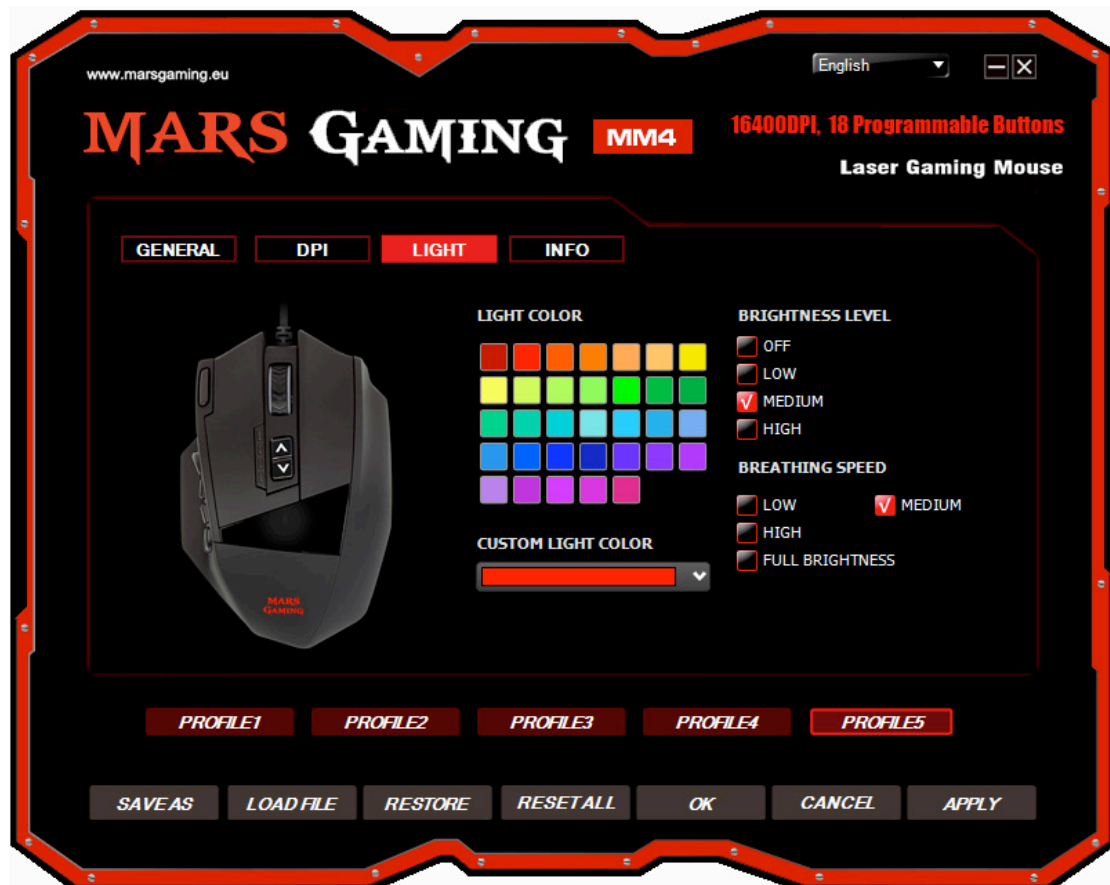 www.marsgaming.eu
English
MARS GAMING MM4
16400DPI, 18 Programmable Buttons
Laser Gaming Mouse
GENERAL DPI LIGHT INFO
LIGHT COLOR
BRIGHTNESS LEVEL
OFF
LOW
MEDIUM
HIGH
BREATHING SPEED
LOW MEDIUM
HIGH
FULL BRIGHTNESS
CUSTOM LIGHT COLOR
MARS
GAMING
PROFILE1 PROFILE2 PROFILE3 PROFILE4 PROFILE5
SAVE AS LOAD FILE RESTORE RESET ALL OK CANCEL APPLY